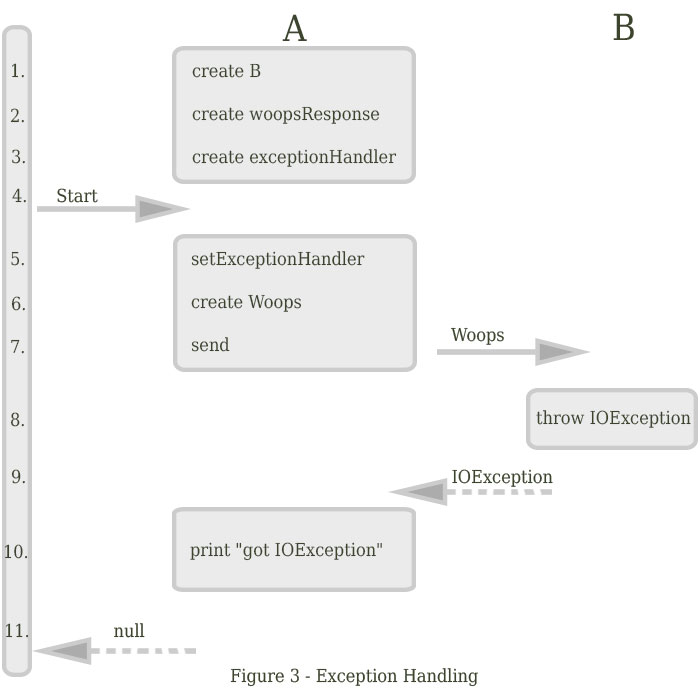 A B
1. create B
2. create woopsResponse
3. create exceptionHandler
4. Start
5. setExceptionHandler
6. create Woops
7. send Woops
8. throw IOException
9. IOException
10. print "got IOException"
11. null
Figure 3 - Exception Handling